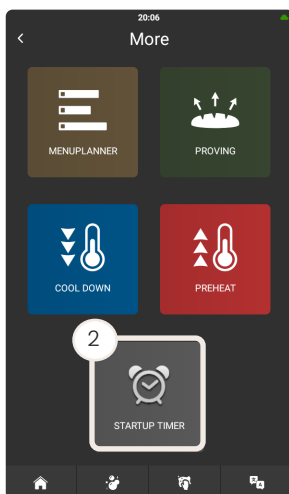 20:06
More
MENUPLANNER
PROVING
COOL DOWN
PREHEAT
2
STARTUP TIMER